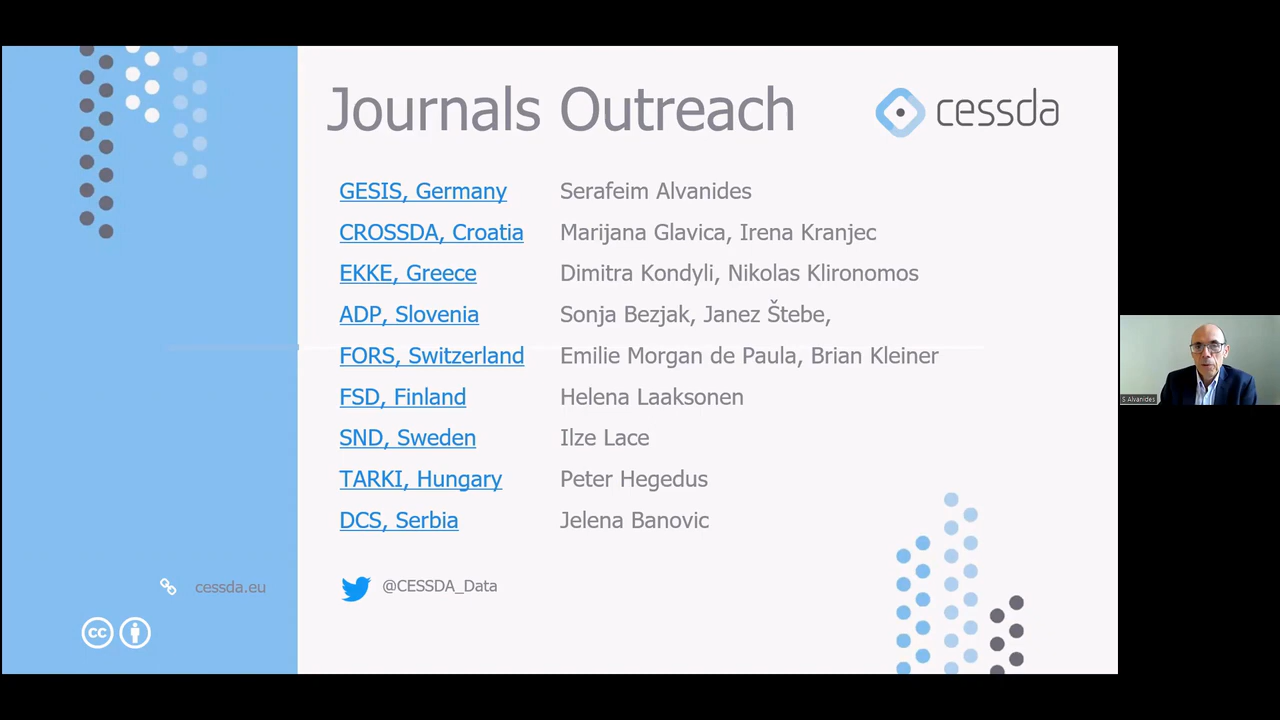 Journals Outreach
cessda
GESIS, Germany Serafeim Alvanides
CROSSDA, Croatia Marijana Glavica, Irena Kranjec
EKKE, Greece Dimitra Kondyli, Nikolas Klironomos
ADP, Slovenia Sonja Bezjak, Janez Štebe,
FORS, Switzerland Emilie Morgan de Paula, Brian Kleiner
FSD, Finland Helena Laaksonen
SND, Sweden Ilze Lace
TARKI, Hungary Peter Hegedus
DCS, Serbia Jelena Banovic
cessda.eu
@CESSDA_Data
cc
S Alvanides